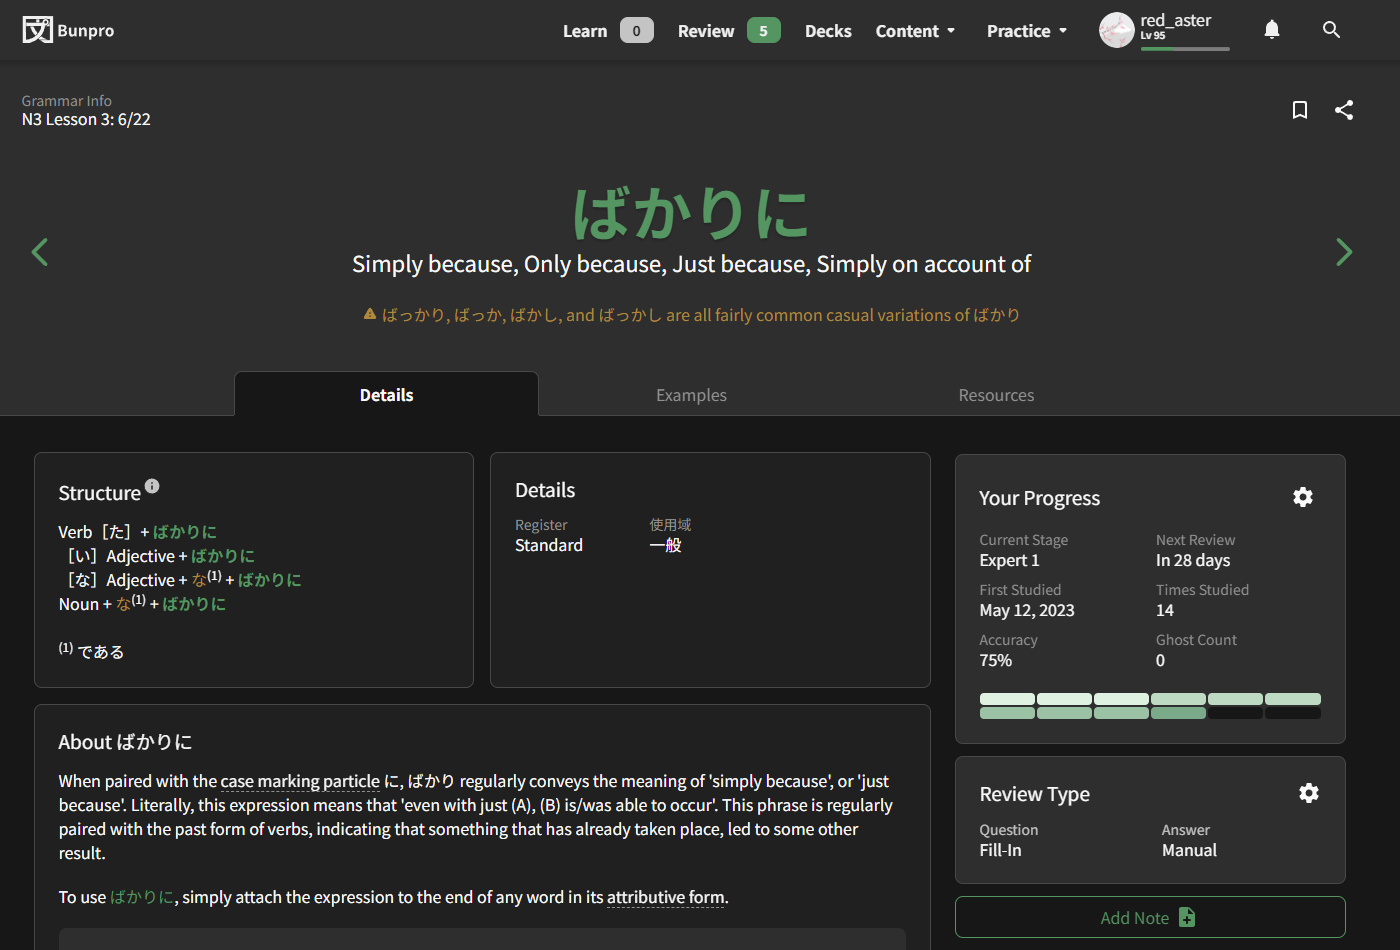 Bunpro
Learn 0 Review 5 Decks Content Practice red_aster
Lv 95
Grammar Info
N3 Lesson 3: 6/22
ばかりに
Simply because, Only because, Just because, Simply on account of
ばっかり, ばっか, ばかし, and ばっかし are all fairly common casual variations of ばかり
Details Examples Resources
Structure
Verb［た］+ ばかりに
［い］Adjective + ばかりに
［な］Adjective + な(1) + ばかりに
Noun + な(1) + ばかりに
(1) である
Details
Register 使用域
Standard 一般
About ばかりに
When paired with the case marking particle に, ばかり regularly conveys the meaning of 'simply because', or 'just
because'. Literally, this expression means that 'even with just (A), (B) is/was able to occur'. This phrase is regularly
paired with the past form of verbs, indicating that something that has already taken place, led to some other
result.
To use ばかりに, simply attach the expression to the end of any word in its attributive form.
Your Progress
Current Stage Next Review
Expert 1 In 28 days
First Studied Times Studied
May 12, 2023 14
Accuracy Ghost Count
75% 0
Review Type
Question Answer
Fill-In Manual
Add Note